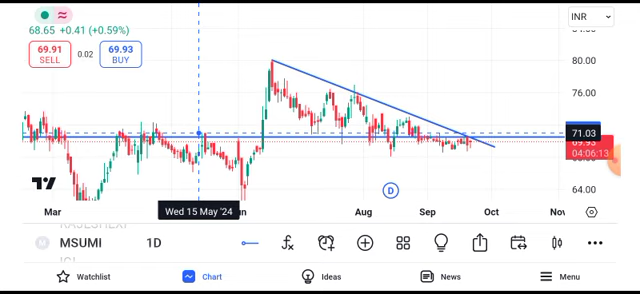 INR
68.65 +0.41 (+0.59%)
69.91
SELL
0.02
69.93
BUY
80.00
76.00
71.03
69.93
04:06:13
64.00
D
Mar
Wed 15 May '24
Aug
Sep
Oct
Nov
M
MSUMI
1D
Watchlist
Chart
Ideas
News
Menu